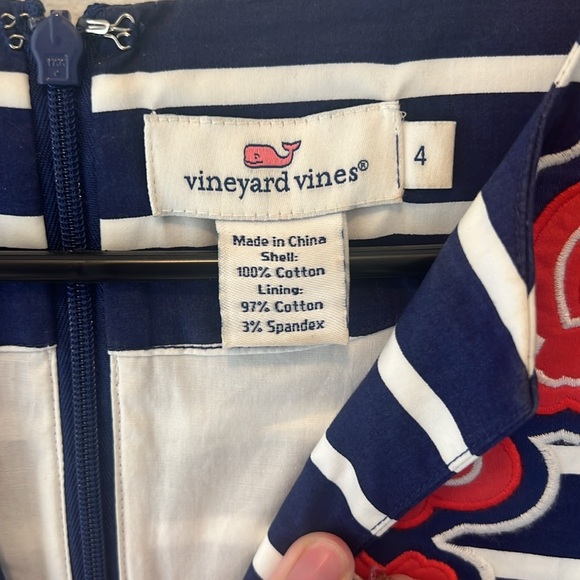 vineyard vines®
4
Made in China
Shell:
100% Cotton
Lining:
97% Cotton
3% Spandex